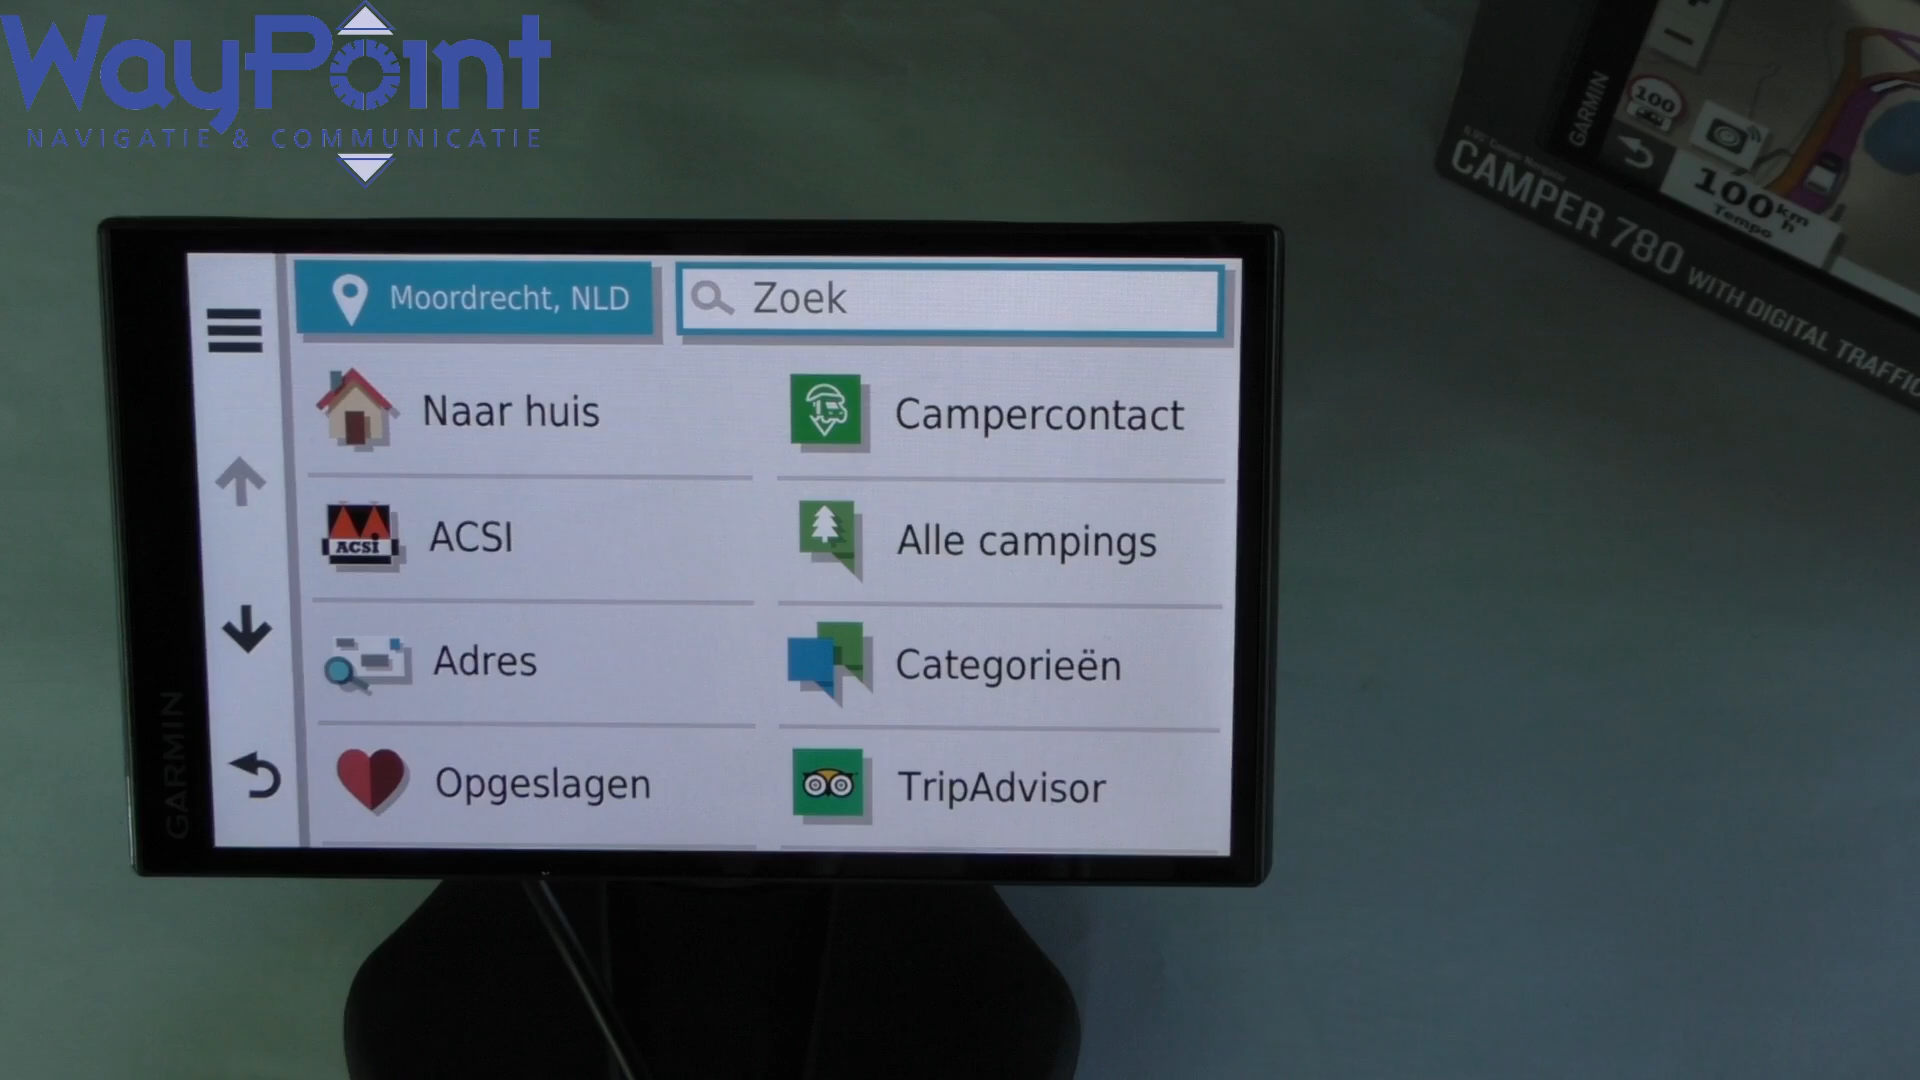 WayPoint
NAVIGATIE & COMMUNICATIE
Moordrecht, NLD
Zoek
Naar huis
Campercontact
ACSI
ACSI
Alle campings
Adres
Categorieën
Opgeslagen
TripAdvisor
GARMIN
GARMIN
100
100 km
h
Tempo
CAMPER 780 WITH DIGITAL TRAFFIC